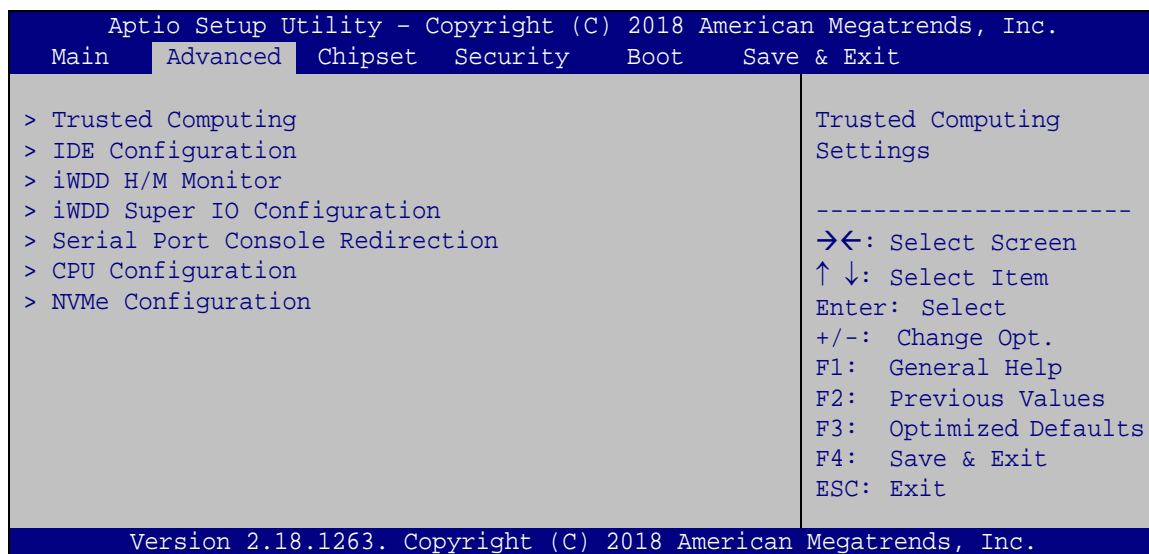 Aptio Setup Utility – Copyright (C) 2018 American Megatrends, Inc.
Main Advanced Chipset Security Boot Save & Exit
> Trusted Computing
> IDE Configuration
> iWDD H/M Monitor
> iWDD Super IO Configuration
> Serial Port Console Redirection
> CPU Configuration
> NVMe Configuration
Trusted Computing
Settings
----------------------
→←: Select Screen
↑ ↓: Select Item
Enter: Select
+/-: Change Opt.
F1: General Help
F2: Previous Values
F3: Optimized Defaults
F4: Save & Exit
ESC: Exit
Version 2.18.1263. Copyright (C) 2018 American Megatrends, Inc.